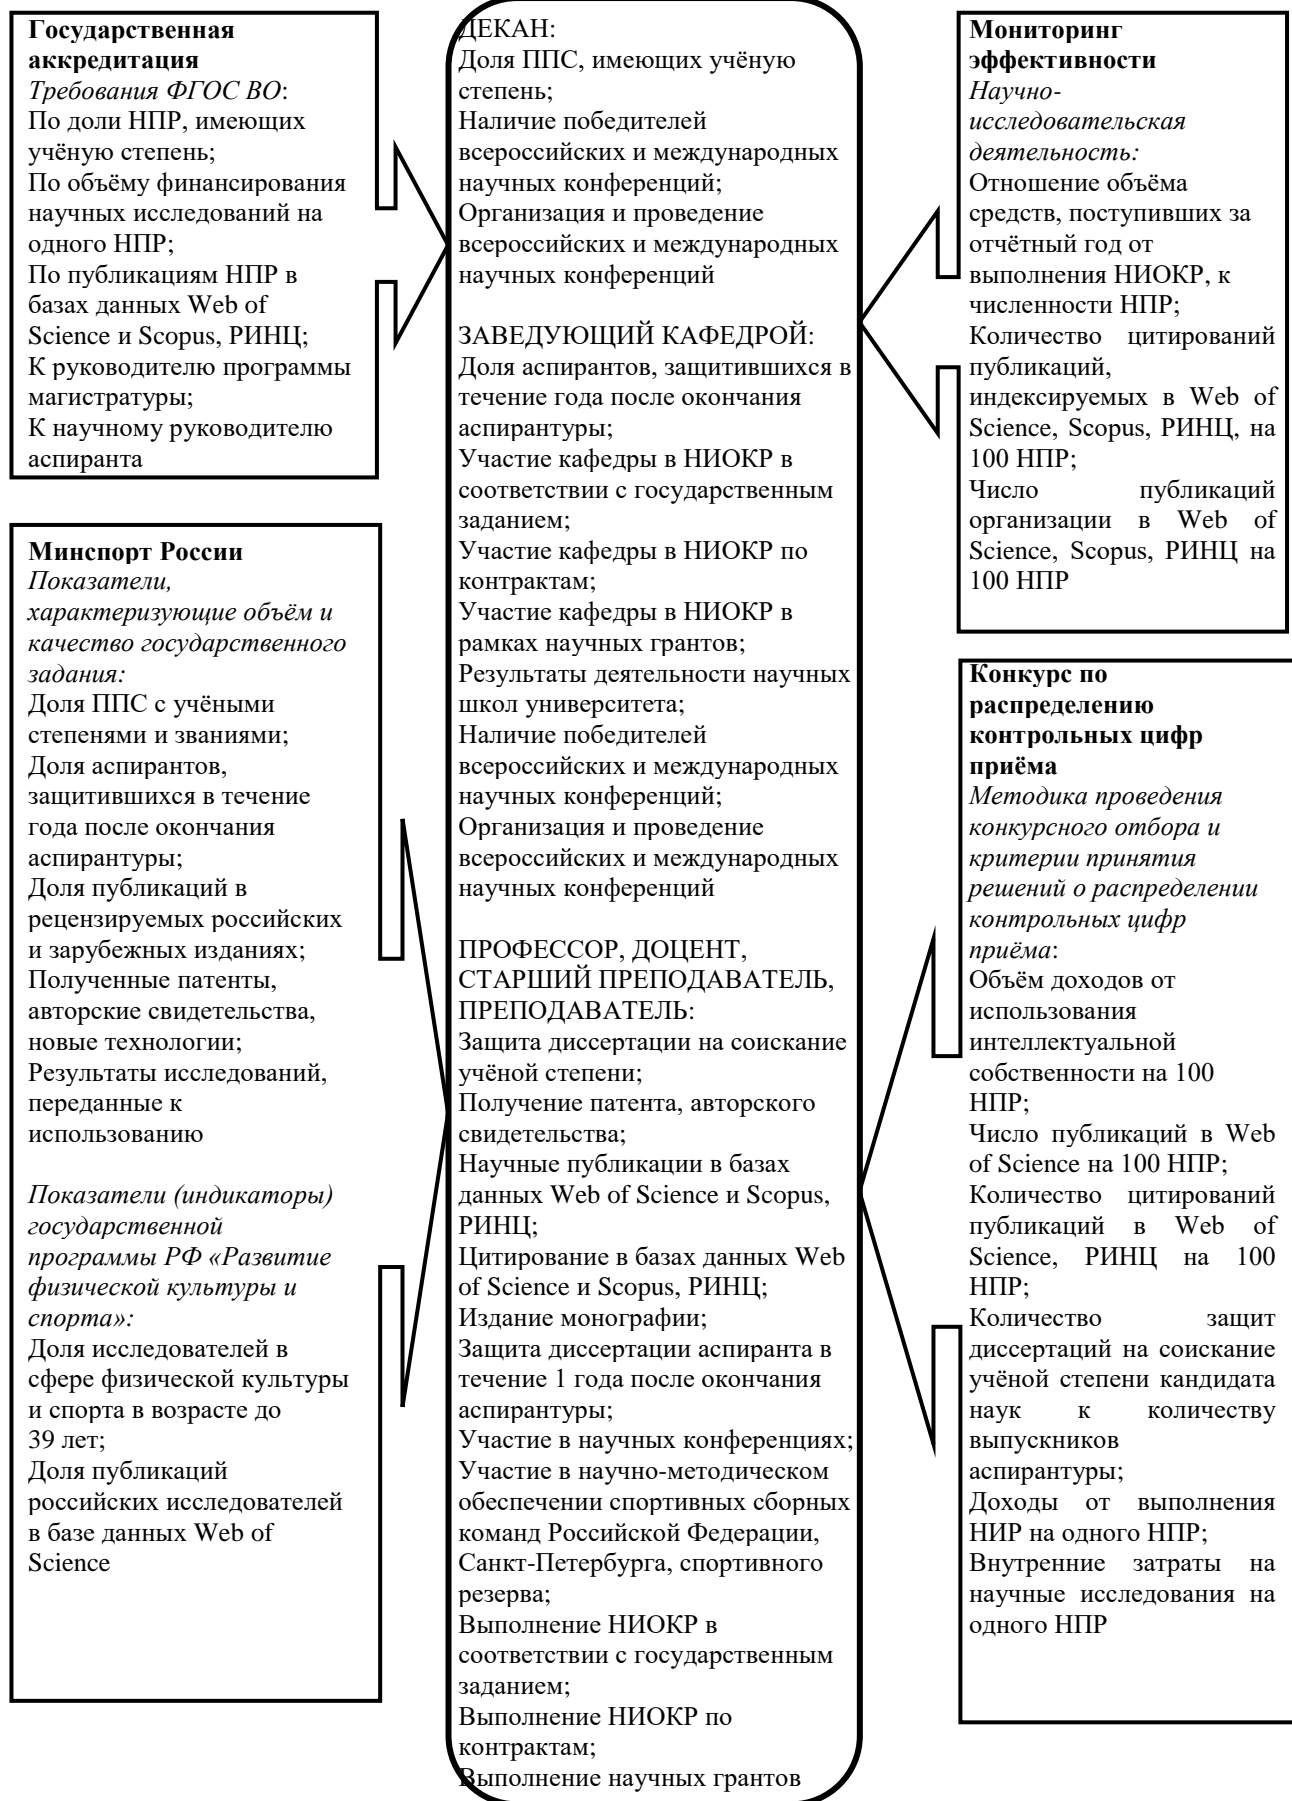 Государственная
аккредитация
Требования ФГОС ВО:
По доли НПР, имеющих
учёную степень;
По объёму финансирования
научных исследований на
одного НПР;
По публикациям НПР в
базах данных Web of
Science и Scopus, РИНЦ;
К руководителю программы
магистратуры;
К научному руководителю
аспиранта
Минспорт России
Показатели,
характеризующие объём и
качество государственного
задания:
Доля ППС с учёными
степенями и званиями;
Доля аспирантов,
защитившихся в течение
года после окончания
аспирантуры;
Доля публикаций в
рецензируемых российских
и зарубежных изданиях;
Полученные патенты,
авторские свидетельства,
новые технологии;
Результаты исследований,
переданные к
использованию
Показатели (индикаторы)
государственной
программы РФ «Развитие
физической культуры и
спорта»:
Доля исследователей в
сфере физической культуры
и спорта в возрасте до
39 лет;
Доля публикаций
российских исследователей
в базе данных Web of
Science
ДЕКАН:
Доля ППС, имеющих учёную
степень;
Наличие победителей
всероссийских и международных
научных конференций;
Организация и проведение
всероссийских и международных
научных конференций
ЗАВЕДУЮЩИЙ КАФЕДРОЙ:
Доля аспирантов, защитившихся в
течение года после окончания
аспирантуры;
Участие кафедры в НИОКР в
соответствии с государственным
заданием;
Участие кафедры в НИОКР по
контрактам;
Участие кафедры в НИОКР в
рамках научных грантов;
Результаты деятельности научных
школ университета;
Наличие победителей
всероссийских и международных
научных конференций;
Организация и проведение
всероссийских и международных
научных конференций
ПРОФЕССОР, ДОЦЕНТ,
СТАРШИЙ ПРЕПОДАВАТЕЛЬ,
ПРЕПОДАВАТЕЛЬ:
Защита диссертации на соискание
учёной степени;
Получение патента, авторского
свидетельства;
Научные публикации в базах
данных Web of Science и Scopus,
РИНЦ;
Цитирование в базах данных Web
of Science и Scopus, РИНЦ;
Издание монографии;
Защита диссертации аспиранта в
течение 1 года после окончания
аспирантуры;
Участие в научных конференциях;
Участие в научно-методическом
обеспечении спортивных сборных
команд Российской Федерации,
Санкт-Петербурга, спортивного
резерва;
Выполнение НИОКР в
соответствии с государственным
заданием;
Выполнение НИОКР по
контрактам;
Выполнение научных грантов
Мониторинг
эффективности
Научно-
исследовательская
деятельность:
Отношение объёма
средств, поступивших за
отчётный год от
выполнения НИОКР, к
численности НПР;
Количество цитирований
публикаций,
индексируемых в Web of
Science, Scopus, РИНЦ, на
100 НПР;
Число публикаций
организации в Web of
Science, Scopus, РИНЦ на
100 НПР
Конкурс по
распределению
контрольных цифр
приёма
Методика проведения
конкурсного отбора и
критерии принятия
решений о распределении
контрольных цифр
приёма:
Объём доходов от
использования
интеллектуальной
собственности на 100
НПР;
Число публикаций в Web
of Science на 100 НПР;
Количество цитирований
публикаций в Web of
Science, РИНЦ на 100
НПР;
Количество защит
диссертаций на соискание
учёной степени кандидата
наук к количеству
выпускников
аспирантуры;
Доходы от выполнения
НИР на одного НПР;
Внутренние затраты на
научные исследования на
одного НПР